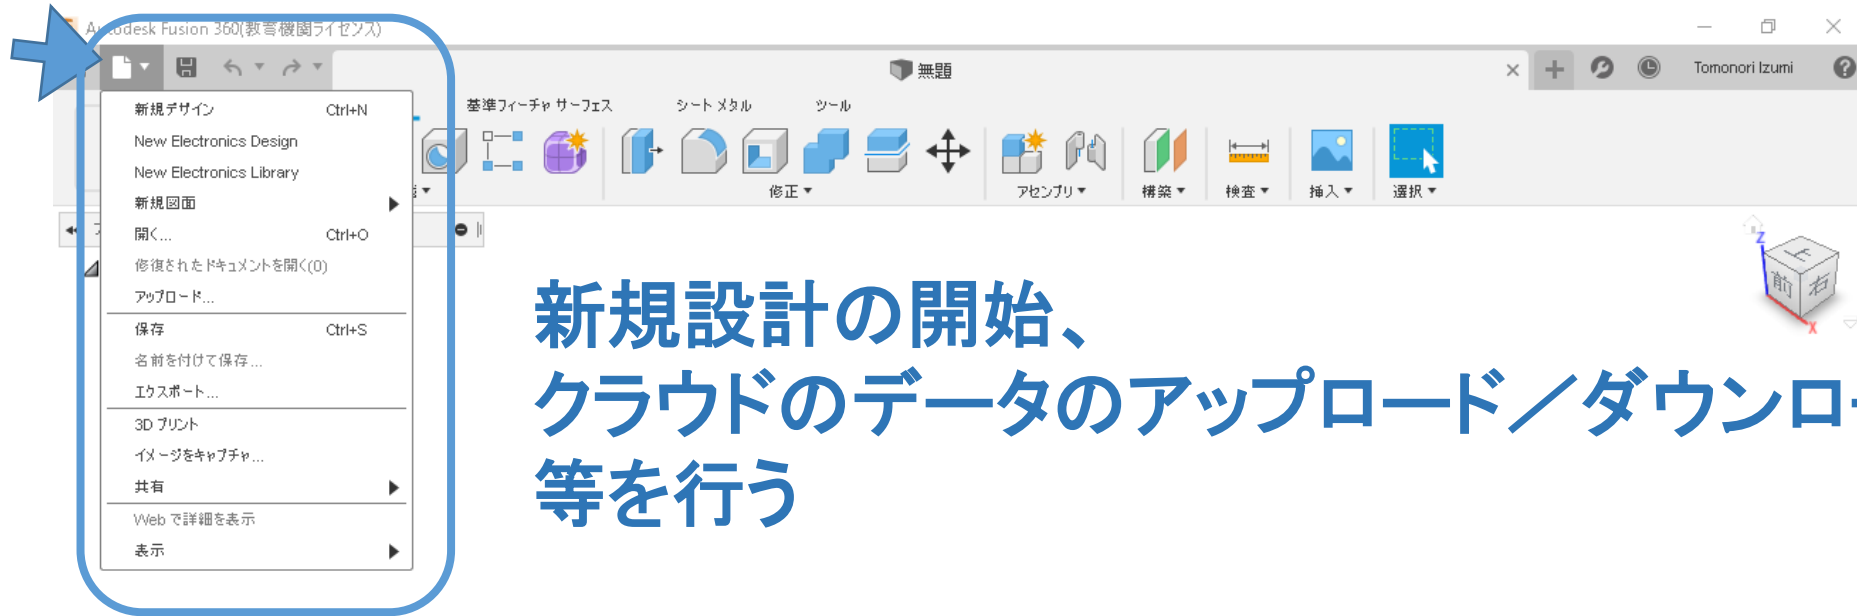 Autodesk Fusion 360(教育機関ライセンス)
無題
Tomonori Izumi
新規デザイン Ctrl+N
New Electronics Design
New Electronics Library
新規図面
開く... Ctrl+O
修復されたドキュメントを開く(0)
アップロード...
保存 Ctrl+S
名前を付けて保存...
エクスポート...
3D プリント
イメージをキャプチャ...
共有
Web で詳細を表示
表示
基準フィーチャ サーフェス シート メタル ツール
修正 アセンブリ 構築 検査 挿入 選択
Z
上
前 右
X
新規設計の開始、
クラウドのデータのアップロード／ダウンロー
等を行う